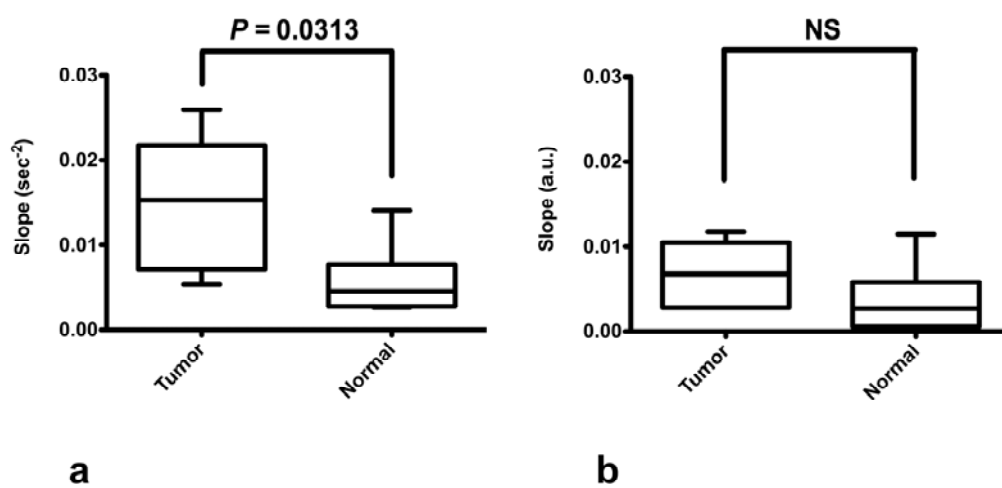 P = 0.0313
0.03
0.02
0.01
0.00
Slope (sec⁻²)
Tumor
Normal
a
NS
0.03
0.02
0.01
0.00
Slope (a.u.)
Tumor
Normal
b